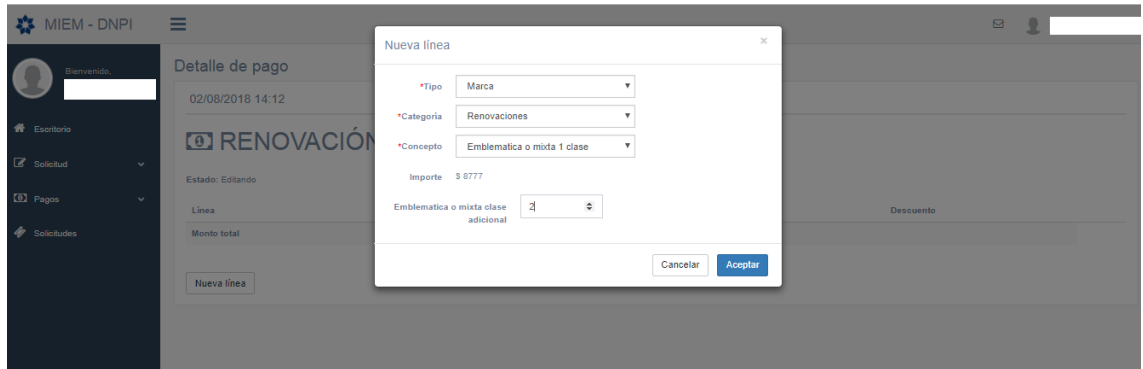 MIEM - DNPI
Bienvenido,
Escritorio
Solicitud
Pagos
Solicitudes
Detalle de pago
02/08/2018 14:12
RENOVACIÓN
Estado: Editando
Línea
Descuento
Monto total
Nueva línea
Nueva línea
×
*Tipo Marca
*Categoría Renovaciones
*Concepto Emblematica o mixta 1 clase
Importe $ 8777
Emblematica o mixta clase adicional 2
Cancelar Aceptar